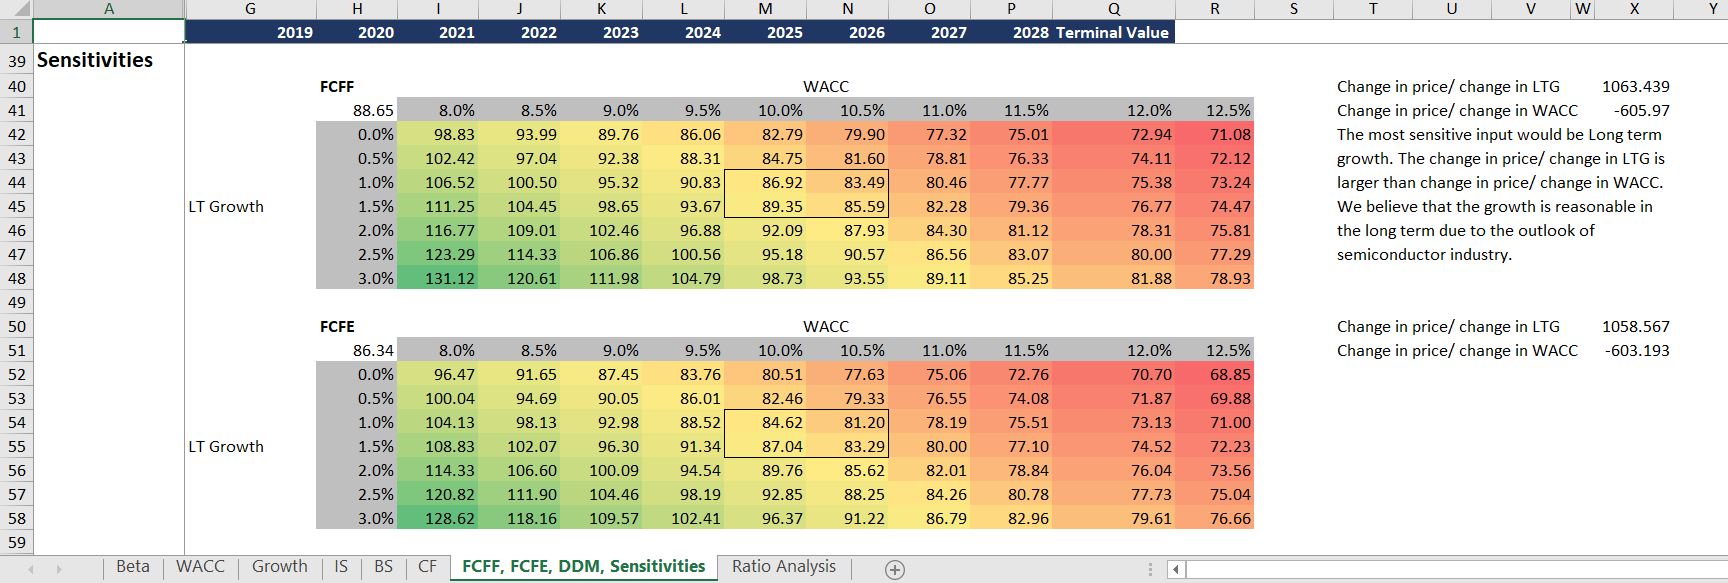 A G H I J K L M N O P Q R S T U V W X Y
1 2019 2020 2021 2022 2023 2024 2025 2026 2027 2028 Terminal Value
39 Sensitivities
40 FCFF WACC Change in price/ change in LTG 1063.439
41 88.65 8.0% 8.5% 9.0% 9.5% 10.0% 10.5% 11.0% 11.5% 12.0% 12.5% Change in price/ change in WACC -605.97
42 0.0% 98.83 93.99 89.76 86.06 82.79 79.90 77.32 75.01 72.94 71.08 The most sensitive input would be Long term
43 0.5% 102.42 97.04 92.38 88.31 84.75 81.60 78.81 76.33 74.11 72.12 growth. The change in price/ change in LTG is
44 1.0% 106.52 100.50 95.32 90.83 86.92 83.49 80.46 77.77 75.38 73.24 larger than change in price/ change in WACC.
45 LT Growth 1.5% 111.25 104.45 98.65 93.67 89.35 85.59 82.28 79.36 76.77 74.47 We believe that the growth is reasonable in
46 2.0% 116.77 109.01 102.46 96.88 92.09 87.93 84.30 81.12 78.31 75.81 the long term due to the outlook of
47 2.5% 123.29 114.33 106.86 100.56 95.18 90.57 86.56 83.07 80.00 77.29 semiconductor industry.
48 3.0% 131.12 120.61 111.98 104.79 98.73 93.55 89.11 85.25 81.88 78.93
49
50 FCFE WACC Change in price/ change in LTG 1058.567
51 86.34 8.0% 8.5% 9.0% 9.5% 10.0% 10.5% 11.0% 11.5% 12.0% 12.5% Change in price/ change in WACC -603.193
52 0.0% 96.47 91.65 87.45 83.76 80.51 77.63 75.06 72.76 70.70 68.85
53 0.5% 100.04 94.69 90.05 86.01 82.46 79.33 76.55 74.08 71.87 69.88
54 1.0% 104.13 98.13 92.98 88.52 84.62 81.20 78.19 75.51 73.13 71.00
55 LT Growth 1.5% 108.83 102.07 96.30 91.34 87.04 83.29 80.00 77.10 74.52 72.23
56 2.0% 114.33 106.60 100.09 94.54 89.76 85.62 82.01 78.84 76.04 73.56
57 2.5% 120.82 111.90 104.46 98.19 92.85 88.25 84.26 80.78 77.73 75.04
58 3.0% 128.62 118.16 109.57 102.41 96.37 91.22 86.79 82.96 79.61 76.66
59
Beta WACC Growth IS BS CF FCFF, FCFE, DDM, Sensitivities Ratio Analysis